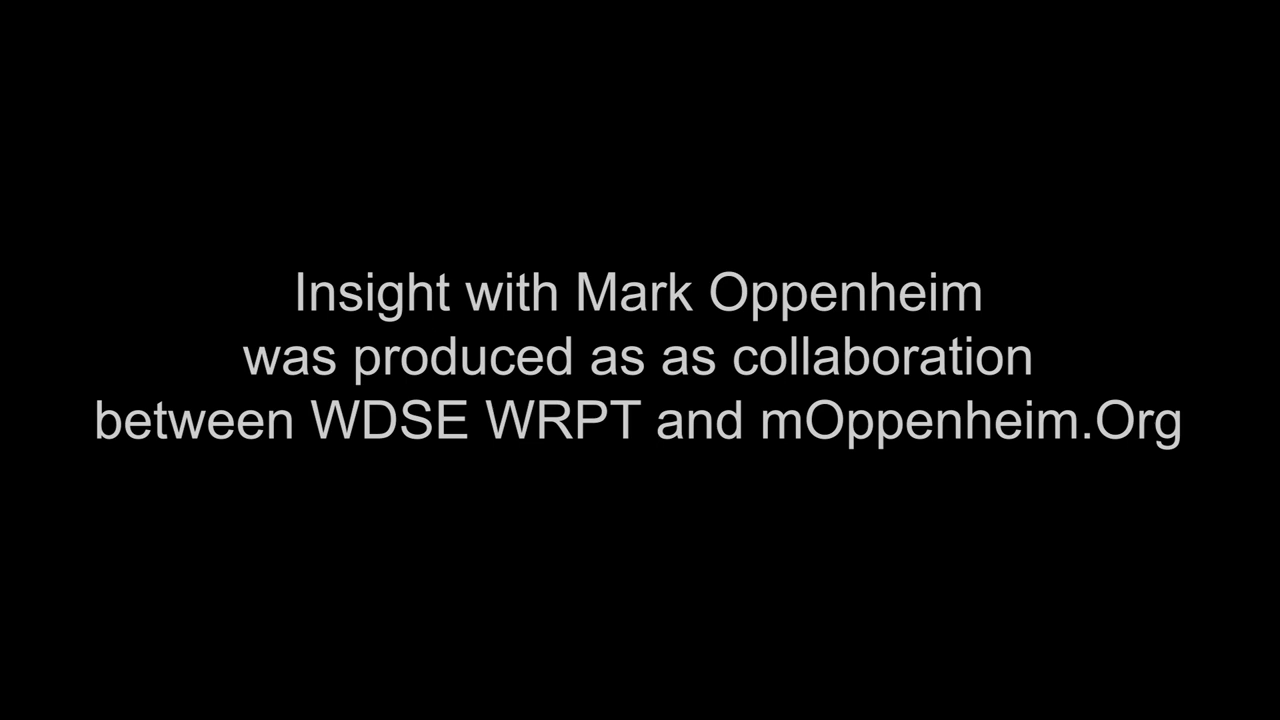 Insight with Mark Oppenheim
was produced as as collaboration
between WDSE WRPT and mOppenheim.Org